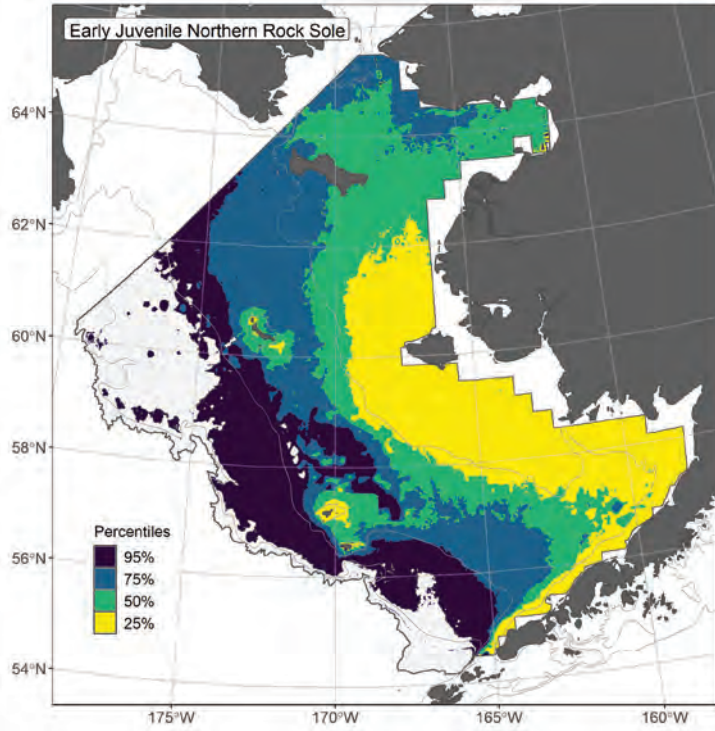 Early Juvenile Northern Rock Sole
64°N
62°N
60°N
58°N
56°N
54°N
Percentiles
95%
75%
50%
25%
175°W
170°W
165°W
160°W